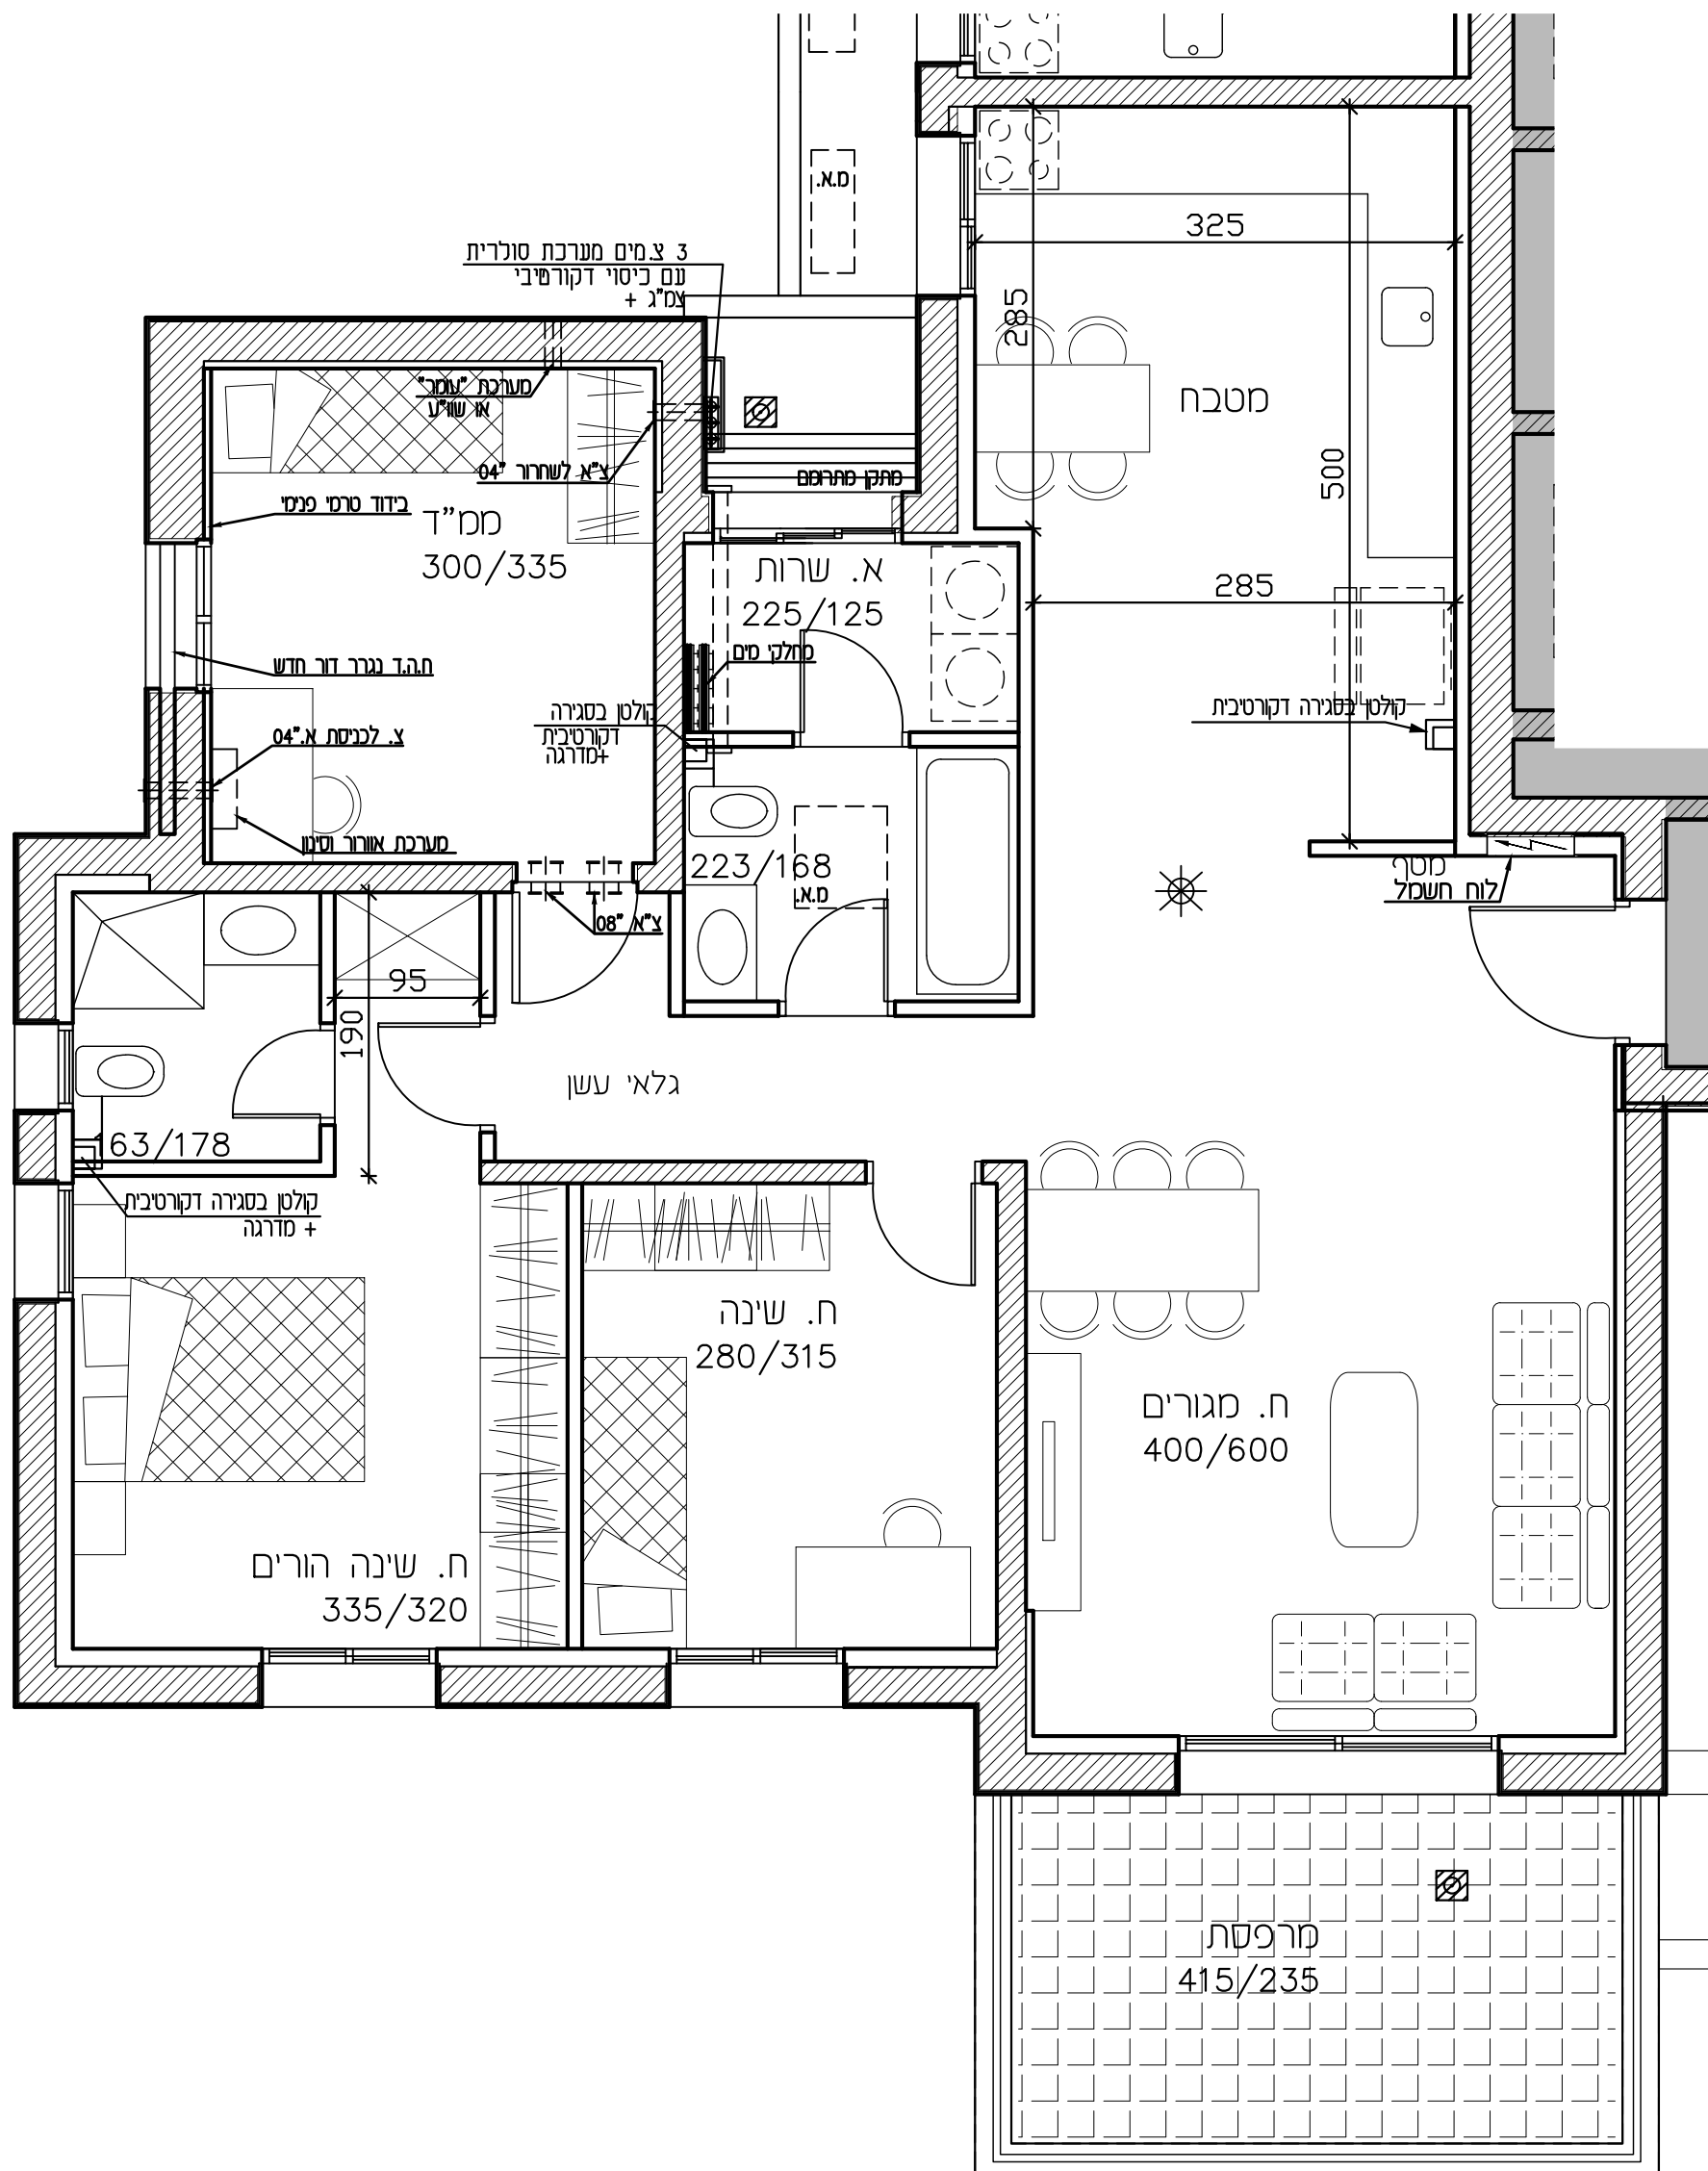 מ.א.
325
3 צ.מים מערכת סולרית
עם כיסוי דקורטיבי
+ צמ"ג
285
מטבח
מערכת "עומר"
או שוו"ע
צ"א לשחרור "04
מתקן מתרומם
500
בידוד טרמי פנימי
ממ"ד
300/335
א. שרות
225/125
285
מחלקי מים
ח.ה.ד נגרר דור חדש
קולטן בסגירה
דקורטיבית
+מדרגה
קולטן בסגירה דקורטיבית
צ. לכניסת א."04
מערכת אוורור וסינון
223/168
מ.א.
מטף
לוח חשמל
צ"א "08
95
190
גלאי עשן
163/178
קולטן בסגירה דקורטיבית
+ מדרגה
ח. שינה
280/315
ח. מגורים
400/600
ח. שינה הורים
335/320
מרפסת
415/235